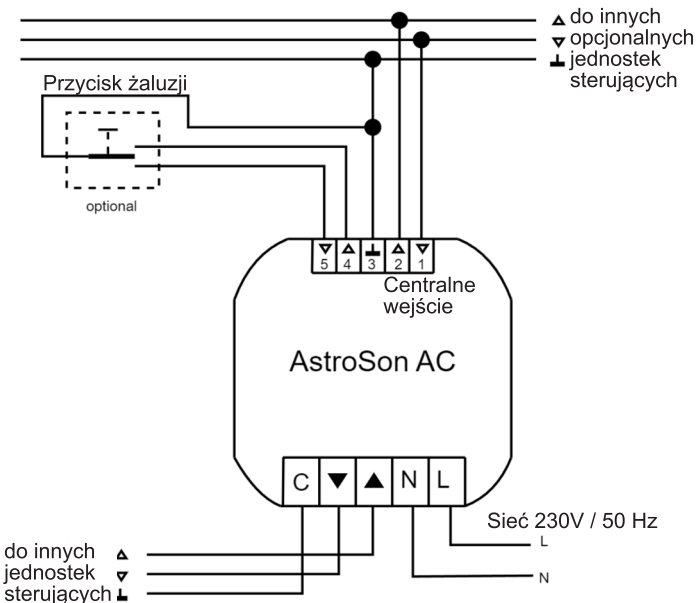 do innych
opcjonalnych
jednostek
sterujących
Przycisk żaluzji
optional
5 4 3 2 1
Centralne
wejście
AstroSon AC
C N L
Sieć 230V / 50 Hz
L
N
do innych
jednostek
sterujących